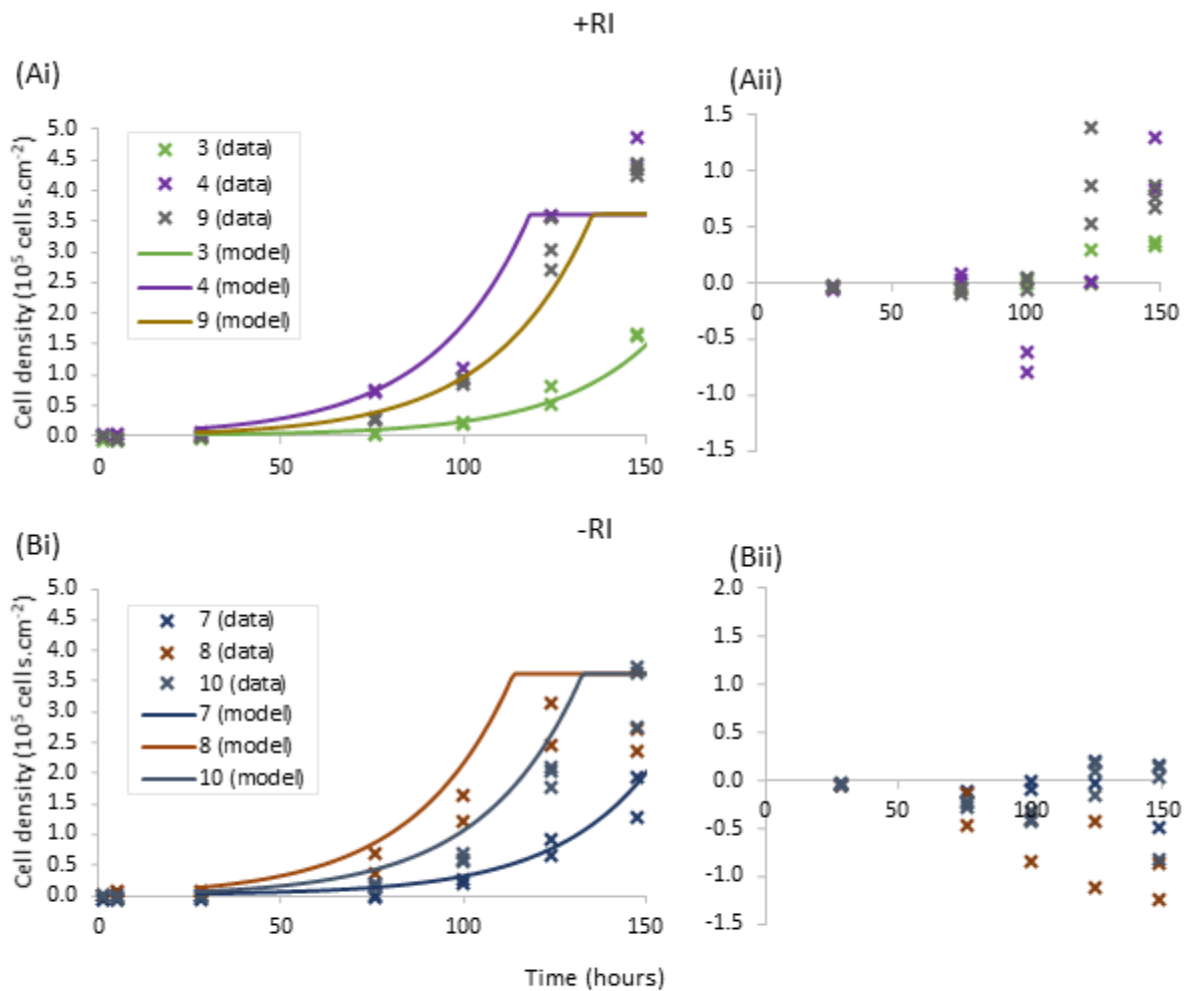 +RI
(Ai)
(Aii)
Cell density (10⁵ cells.cm⁻²)
5.0
4.5
4.0
3.5
3.0
2.5
2.0
1.5
1.0
0.5
0.0
0 50 100 150
3 (data)
4 (data)
9 (data)
3 (model)
4 (model)
9 (model)
1.5
1.0
0.5
0.0
-0.5
-1.0
-1.5
0 50 100 150
-RI
(Bi)
(Bii)
Cell density (10⁵ cells.cm⁻²)
5.0
4.5
4.0
3.5
3.0
2.5
2.0
1.5
1.0
0.5
0.0
0 50 100 150
7 (data)
8 (data)
10 (data)
7 (model)
8 (model)
10 (model)
2.0
1.5
1.0
0.5
0.0
-0.5
-1.0
-1.5
0 50 100 150
Time (hours)